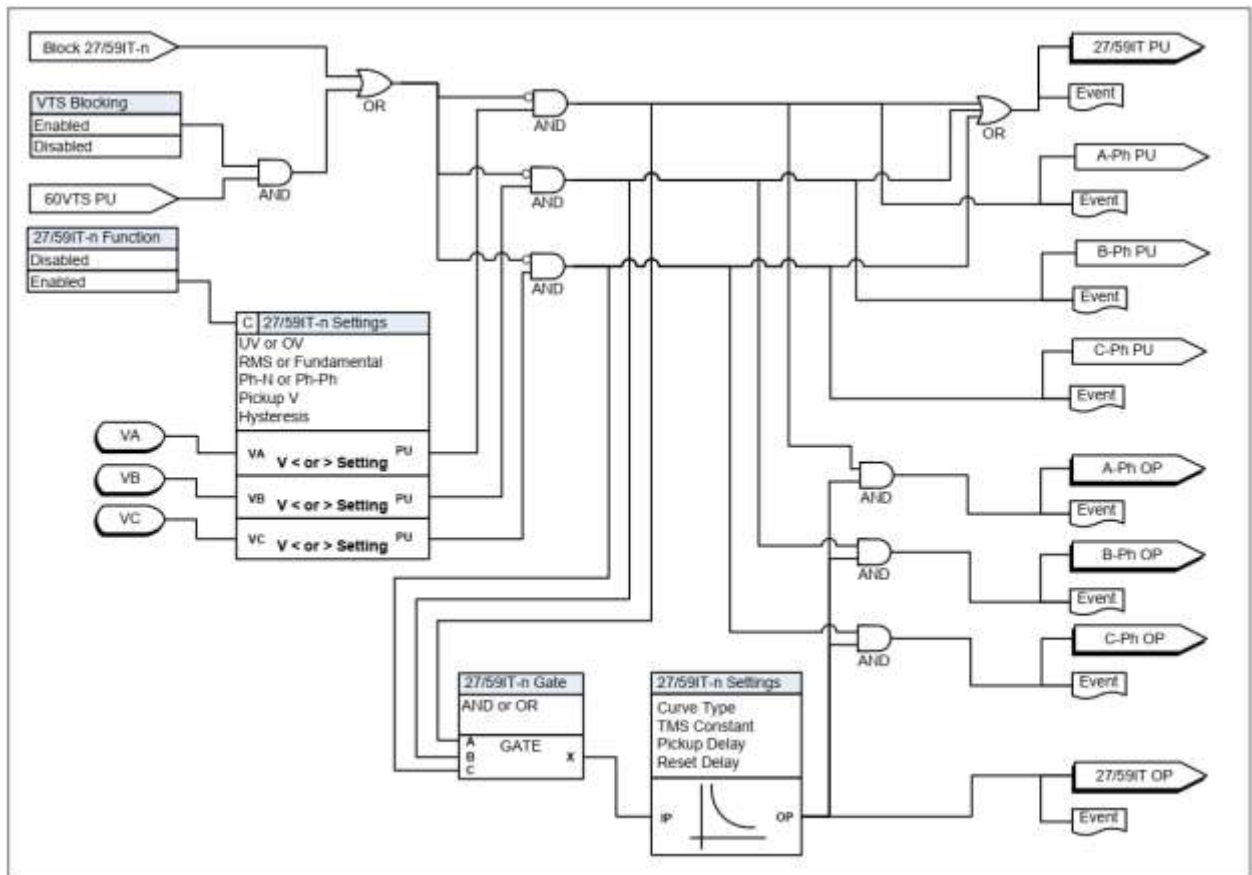 Block 27/59IT-n
27/59IT PU
VTS Blocking
Enabled
Disabled
OR
AND
OR
Event
60VTS PU
AND
AND
A-Ph PU
Event
27/59IT-n Function
Disabled
Enabled
AND
B-Ph PU
Event
C 27/59IT-n Settings
UV or OV
RMS or Fundamental
Ph-N or Ph-Ph
Pickup V
Hysteresis
C-Ph PU
Event
VA
VA V < or > Setting PU
VB
VB V < or > Setting PU
VC
VC V < or > Setting PU
A-Ph OP
AND
Event
B-Ph OP
AND
Event
C-Ph OP
AND
Event
27/59IT-n Gate
AND or OR
A
B
C
GATE
X
27/59IT-n Settings
Curve Type
TMS Constant
Pickup Delay
Reset Delay
IP
OP
27/59IT OP
Event